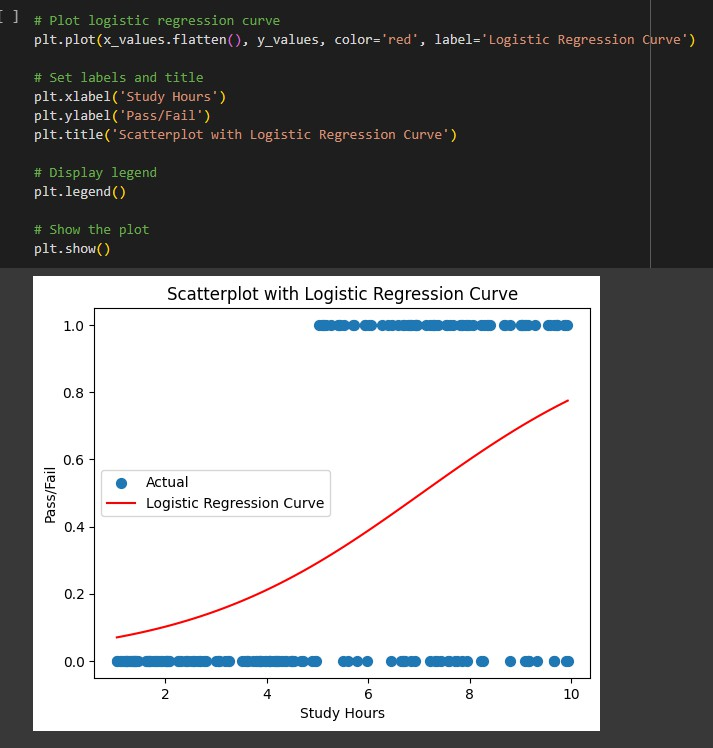 [ ] # Plot logistic regression curve
plt.plot(x_values.flatten(), y_values, color='red', label='Logistic Regression Curve')
# Set labels and title
plt.xlabel('Study Hours')
plt.ylabel('Pass/Fail')
plt.title('Scatterplot with Logistic Regression Curve')
# Display legend
plt.legend()
# Show the plot
plt.show()
Scatterplot with Logistic Regression Curve
1.0
0.8
0.6
0.4
0.2
0.0
Pass/Fail
Actual
Logistic Regression Curve
2 4 6 8 10
Study Hours